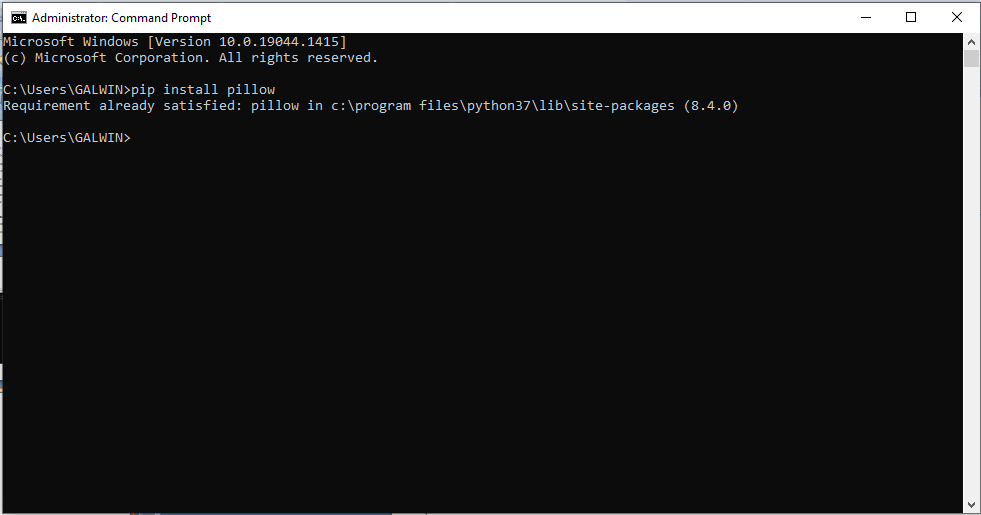 Administrator: Command Prompt
Microsoft Windows [Version 10.0.19044.1415]
(c) Microsoft Corporation. All rights reserved.
C:\Users\GALWIN>pip install pillow
Requirement already satisfied: pillow in c:\program files\python37\lib\site-packages (8.4.0)
C:\Users\GALWIN>